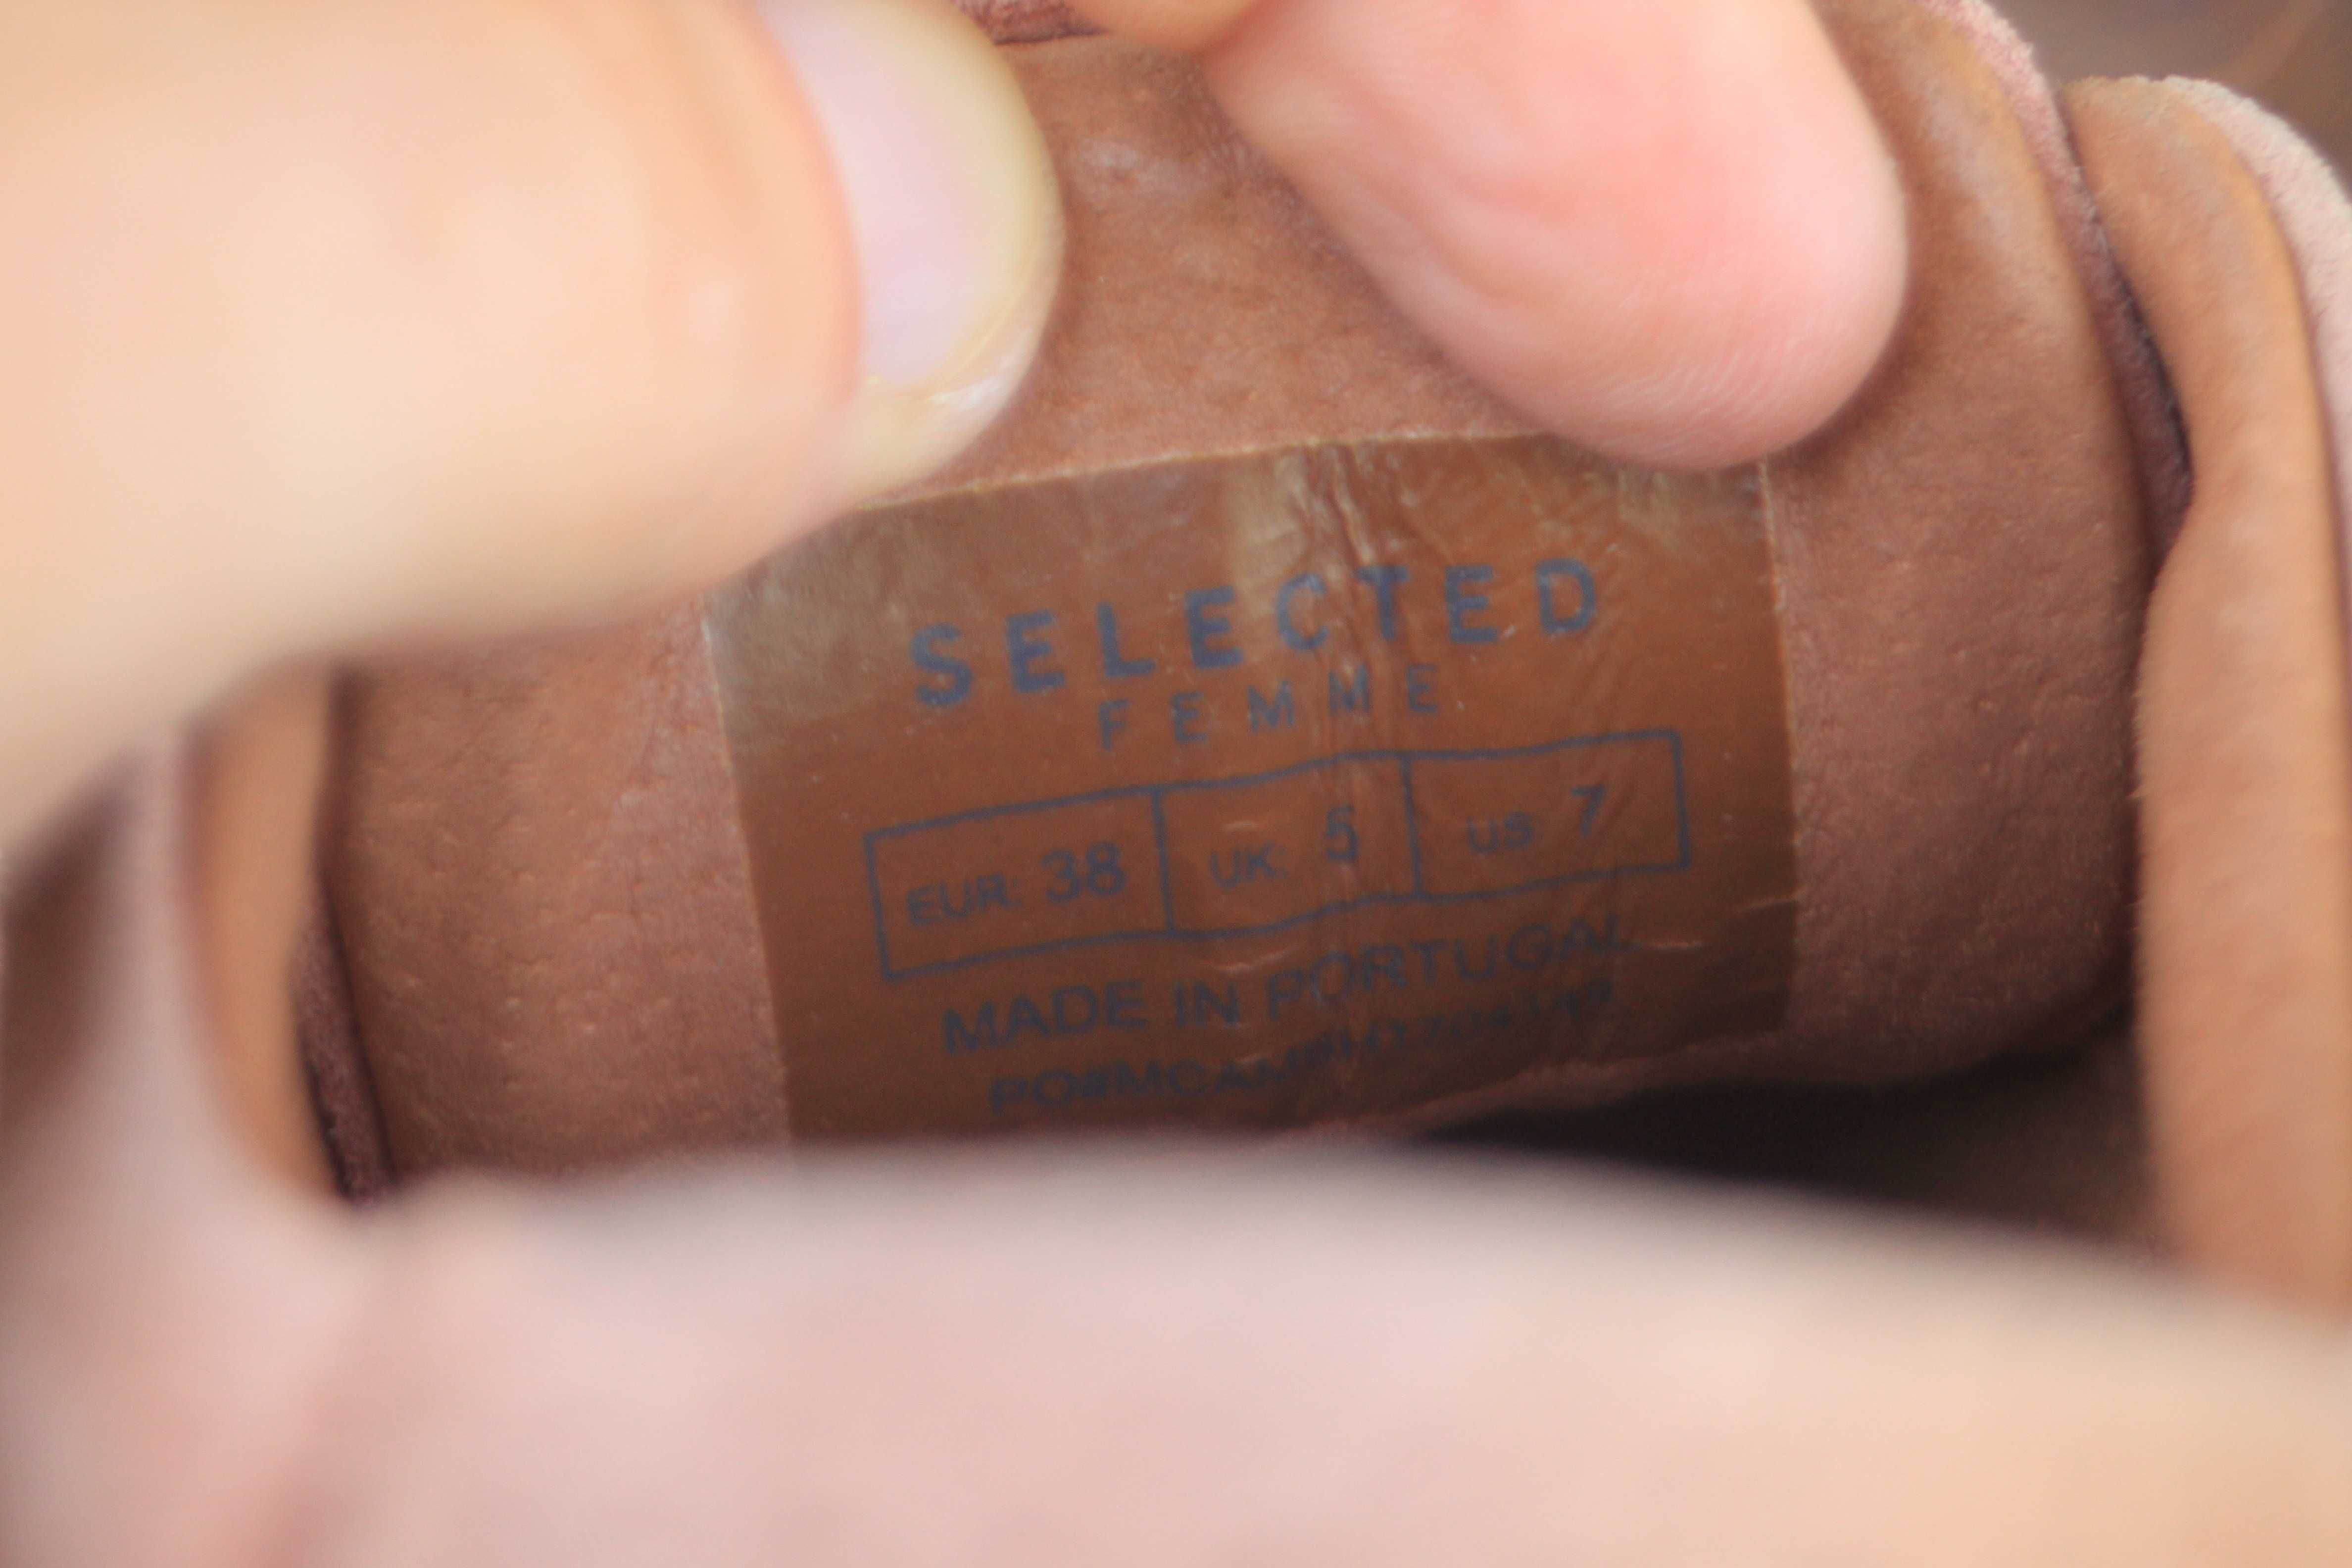 SELECTED
FEMME
EUR: 38 UK: 5 US: 7
MADE IN PORTUGAL